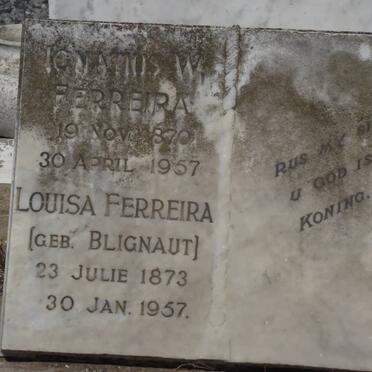 IGNATIUS W.
FERREIRA
19 NOV. 1870
30 APRIL 1957
LOUISA FERREIRA
(GEB. BLIGNAUT)
23 JULIE 1873
30 JAN. 1957.
RUS MY
U GOD IS
KONING.